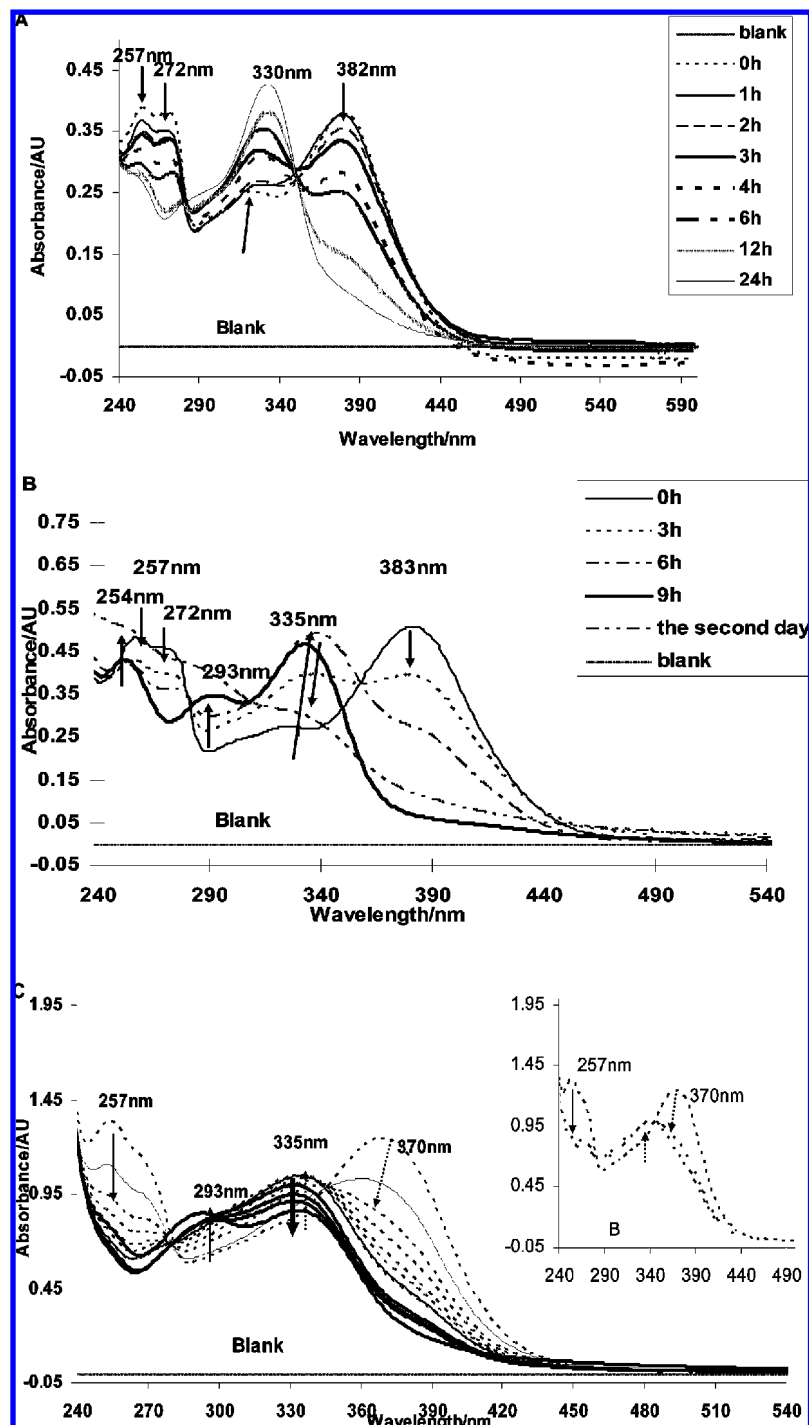 A
257nm
272nm
330nm
382nm
0.45
0.35
0.25
0.15
0.05
-0.05
Absorbance/AU
Blank
240 290 340 390 440 490 540 590
Wavelength/nm
blank
0h
1h
2h
3h
4h
6h
12h
24h
B
0.75
0.65
0.55
0.45
0.35
0.25
0.15
0.05
-0.05
Absorbance/AU
257nm
254nm
272nm
293nm
335nm
383nm
Blank
240 290 340 390 440 490 540
Wavelength/nm
0h
3h
6h
9h
the second day
blank
C
1.95
1.45
0.95
0.45
-0.05
Absorbance/AU
257nm
293nm
335nm
370nm
Blank
240 270 300 330 360 390 420 450 480 510 540
Wavelength/nm
1.95
1.45
0.95
0.45
-0.05
257nm
370nm
B
240 290 340 390 440 490